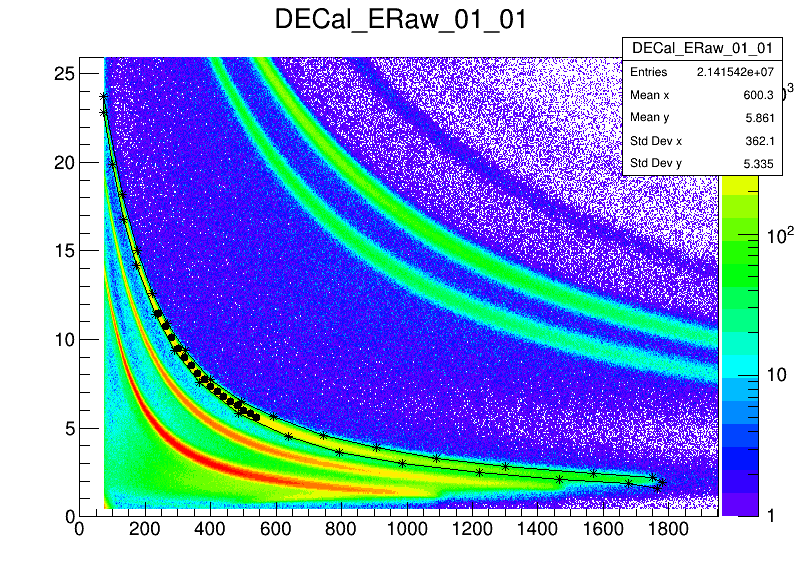 DECal_ERaw_01_01
DECal_ERaw_01_01
Entries 2.141542e+07
Mean x 600.3
Mean y 5.861
Std Dev x 362.1
Std Dev y 5.335
25
20
15
10
5
0
0 200 400 600 800 1000 1200 1400 1600 1800
10²
10
1